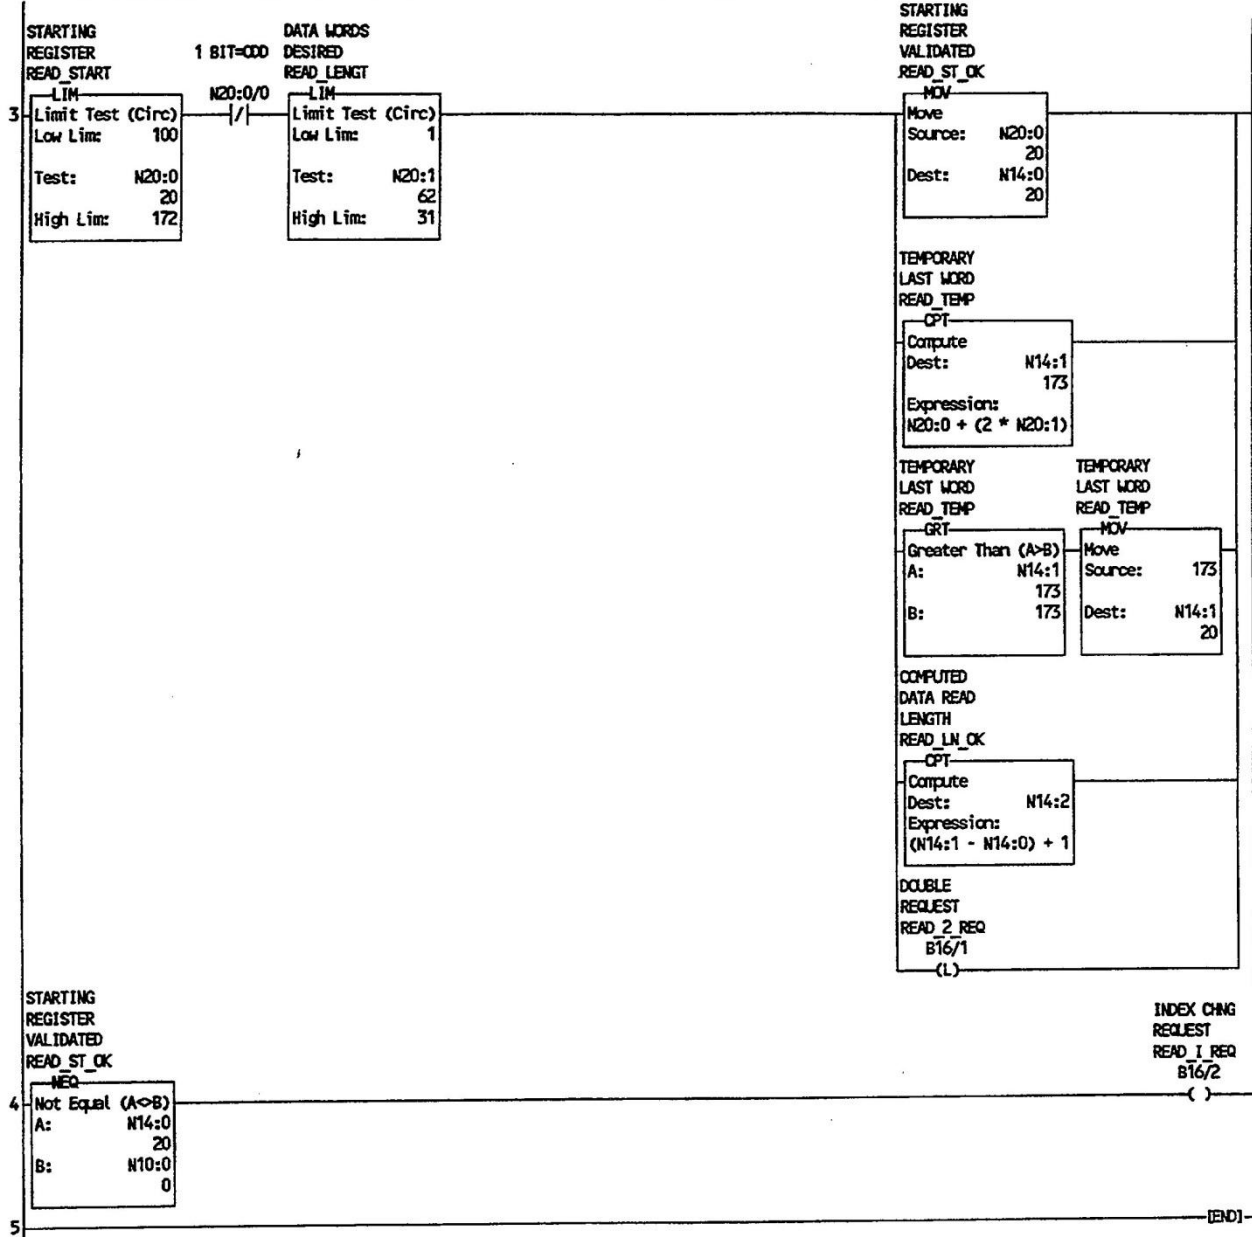 STARTING
REGISTER
READ_START
LIM
Limit Test (Circ)
Low Lim: 100
Test: N20:0
20
High Lim: 172
1 BIT=ODD
N20:0/0
DATA WORDS
DESIRED
READ_LENGT
LIM
Limit Test (Circ)
Low Lim: 1
Test: N20:1
62
High Lim: 31
STARTING
REGISTER
VALIDATED
READ_ST_OK
MOV
Move
Source: N20:0
20
Dest: N14:0
20
3
TEMPORARY
LAST WORD
READ_TEMP
CPT
Compute
Dest: N14:1
173
Expression:
N20:0 + (2 * N20:1)
TEMPORARY
LAST WORD
READ_TEMP
GRT
Greater Than (A>B)
A: N14:1
173
B: 173
TEMPORARY
LAST WORD
READ_TEMP
MOV
Move
Source: 173
Dest: N14:1
20
COMPUTED
DATA READ
LENGTH
READ_LN_OK
CPT
Compute
Dest: N14:2
Expression:
(N14:1 - N14:0) + 1
DOUBLE
REQUEST
READ_2_REQ
B16/1
(L)
STARTING
REGISTER
VALIDATED
READ_ST_OK
NEQ
4
Not Equal (A<>B)
A: N14:0
20
B: N10:0
0
INDEX CHNG
REQUEST
READ_I_REQ
B16/2
( )
5
[END]